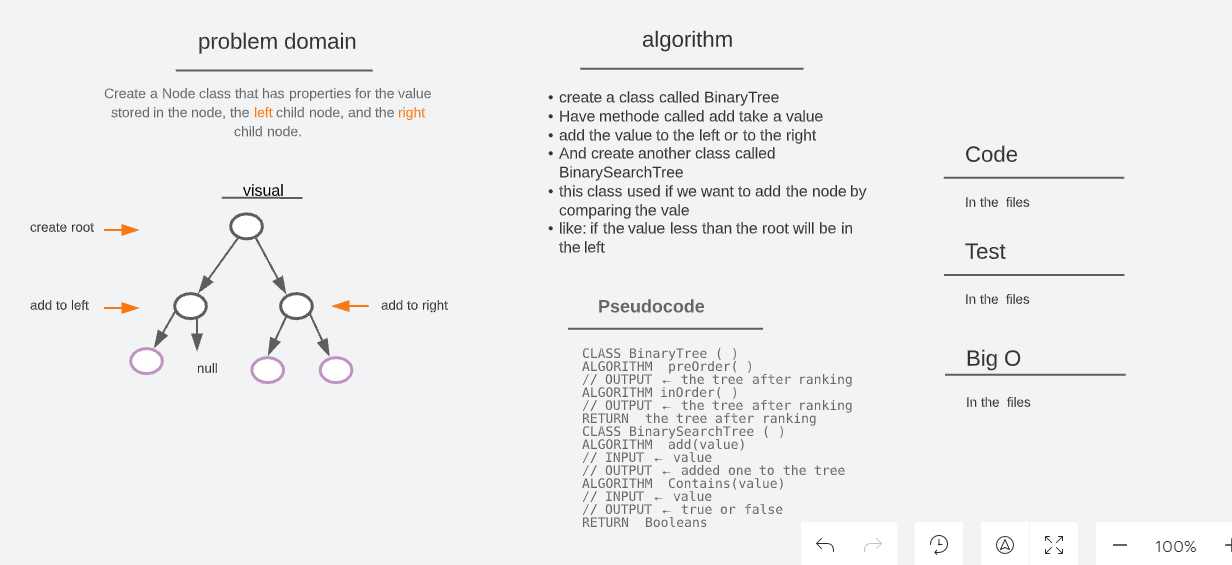 problem domain
Create a Node class that has properties for the value
stored in the node, the left child node, and the right
child node.
visual
create root
add to left
add to right
null
algorithm
• create a class called BinaryTree
• Have methode called add take a value
• add the value to the left or to the right
• And create another class called
BinarySearchTree
• this class used if we want to add the node by
comparing the vale
• like: if the value less than the root will be in
the left
Pseudocode
CLASS BinaryTree ( )
ALGORITHM  preOrder( )
// OUTPUT ← the tree after ranking
ALGORITHM inOrder( )
// OUTPUT ← the tree after ranking
RETURN  the tree after ranking
CLASS BinarySearchTree ( )
ALGORITHM  add(value)
// INPUT ← value
// OUTPUT ← added one to the tree
ALGORITHM  Contains(value)
// INPUT ← value
// OUTPUT ← true or false
RETURN  Booleans
Code
In the  files
Test
In the  files
Big O
In the  files
100%